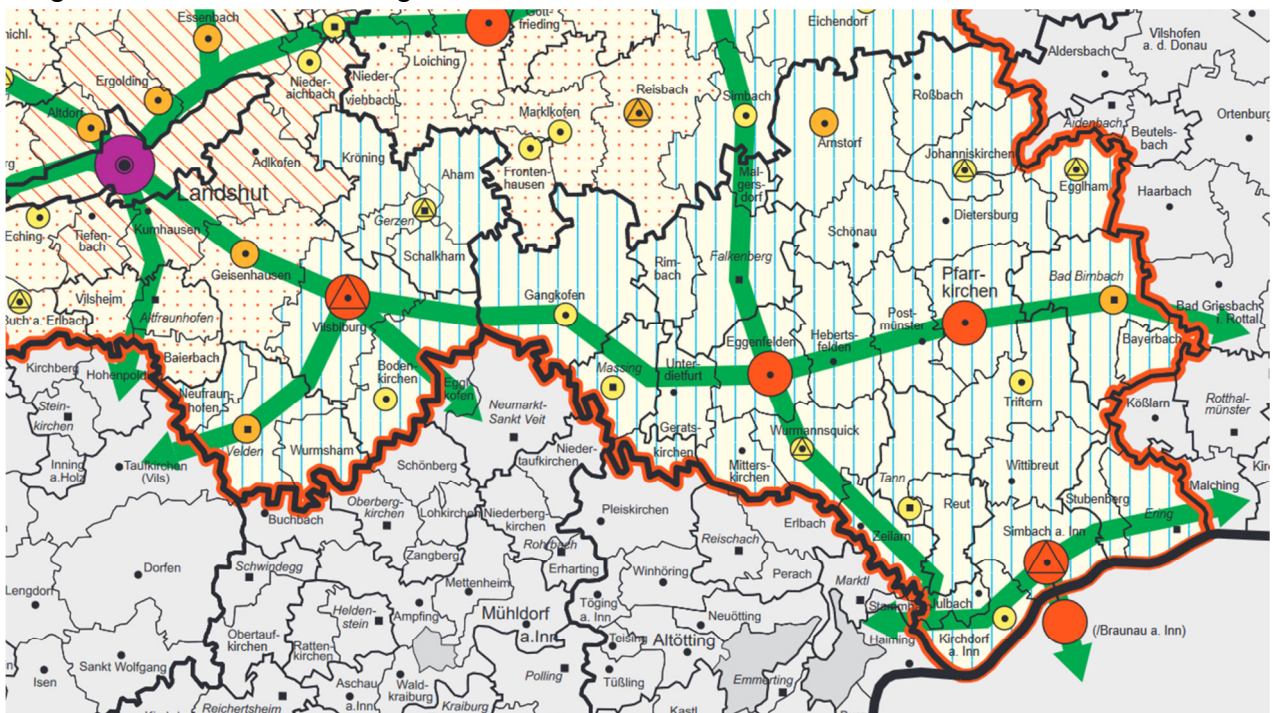 Essenbach
Gott-
frieding
Eichendorf
Vilshofen
a. d. Donau
Aldersbach
Ergolding
Nieder-
aichbach
Nieder-
viehbach
Loiching
Reisbach
Simbach
Roßbach
Ortenburg
Altdorf
Marklkofen
Arnstorf
Aidenbach
Beutels-
bach
Adlkofen
Kröning
Aham
Fronten-
hausen
Mal-
gers-
dorf
Johanniskirchen
Egglham
Haarbach
Landshut
Gerzen
Dietersburg
Eching
Tiefen-
bach
Kumhausen
Schönau
Geisenhausen
Schalkham
Rim-
bach
Falkenberg
Pfarr-
kirchen
Bad Birnbach
Vilsheim
Altfraunhofen
Gangkofen
Bad Griesbach
i. Rottal
Buch a. Erlbach
Vilsbiburg
Post-
münster
Hebertsfelden
Bayerbach
Eggenfelden
Baierbach
Kirchberg
Hohenpold
Boden-
kirchen
Massing
Unter-
dietfurt
Eggl
kofen
Neufraun-
hofen
Triftern
Kößlarn
Rotthal-
münster
Stein-
kirchen
Neumarkt-
Sankt Veit
Velden
Wurmsham
Gerats-
kirchen
Wurmannsquick
Nieder-
taufkirchen
Inning
a.Holz
Taufkirchen
(Vils)
Schönberg
Mitters-
kirchen
Wittibreut
Tann
Malching
Stubenberg
Reut
Ering
Oberberg-
kirchen
Buchbach
Lohkirchen
Niederberg-
kirchen
Pleiskirchen
Erlbach
Zeilarn
Simbach a. Inn
Reischach
Rohrbach
Zangberg
Dorfen
Schwindegg
Erharting
Winhöring
Perach
Marktl
Lengdorf
Mettenheim
Julbach
Töging
a. Inn
Neuötting
Helden-
stein
Ampfing
Mühldorf
a.Inn
(/Braunau a. Inn)
Obertauf-
kirchen
Ratten-
kirchen
Teising
Altötting
Haiming
Kirchdorf
a. Inn
Sankt Wolfgang
Isen
Polling
Tüßling
Emmerting
Aschau
a.Inn
Wald-
kraiburg
Reichertsheim
Kraiburg
Kastl